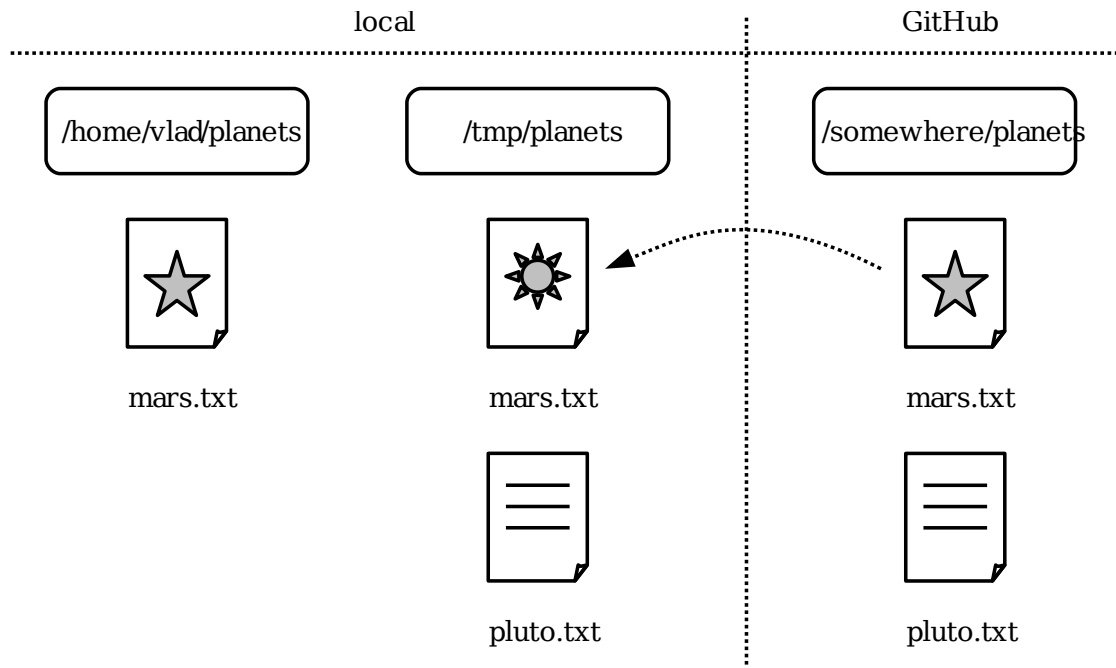 local
GitHub
/home/vlad/planets
/tmp/planets
/somewhere/planets
mars.txt
mars.txt
mars.txt
pluto.txt
pluto.txt